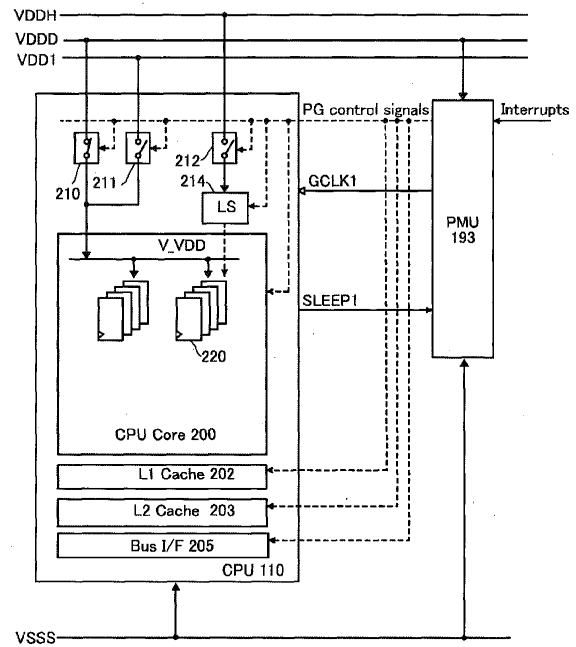 VDDH
VDDD
VDD1
PG control signals
Interrupts
210
211
212
214
LS
GCLK1
PMU
193
V_VDD
SLEEP1
220
CPU Core 200
L1 Cache 202
L2 Cache 203
Bus I/F 205
CPU 110
VSSS